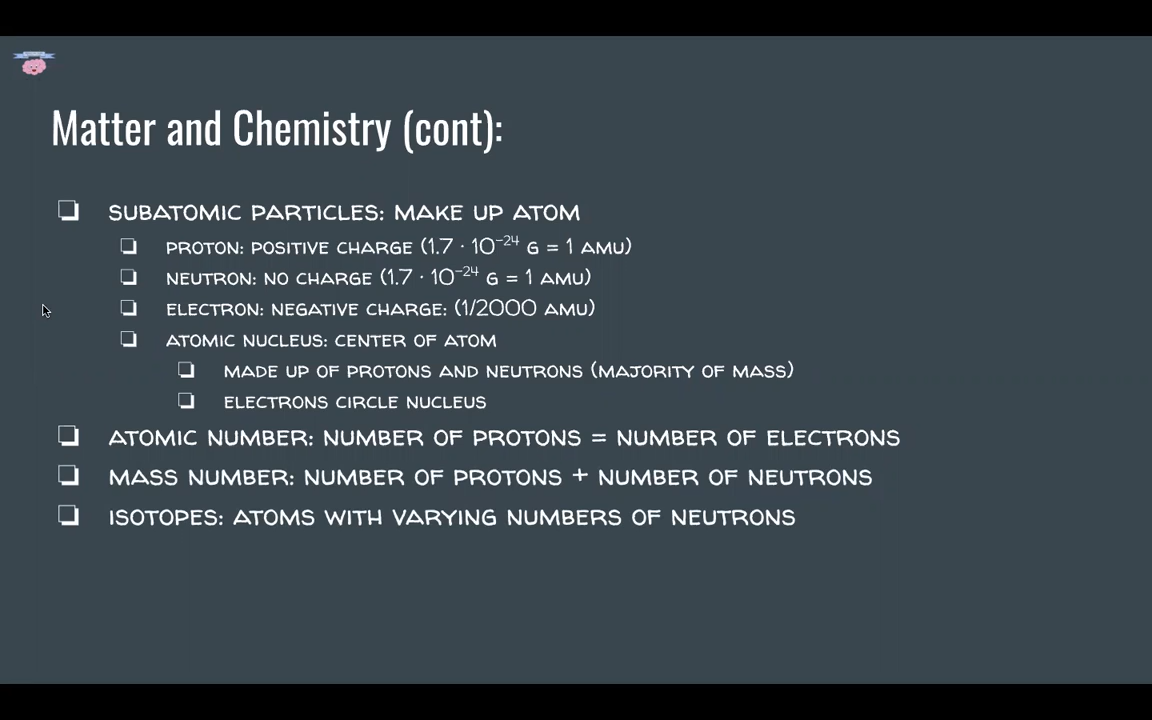 Matter and Chemistry (cont):
❏ SUBATOMIC PARTICLES: MAKE UP ATOM
❏ PROTON: POSITIVE CHARGE (1.7 · 10⁻²⁴ G = 1 AMU)
❏ NEUTRON: NO CHARGE (1.7 · 10⁻²⁴ G = 1 AMU)
❏ ELECTRON: NEGATIVE CHARGE: (1/2000 AMU)
❏ ATOMIC NUCLEUS: CENTER OF ATOM
❏ MADE UP OF PROTONS AND NEUTRONS (MAJORITY OF MASS)
❏ ELECTRONS CIRCLE NUCLEUS
❏ ATOMIC NUMBER: NUMBER OF PROTONS = NUMBER OF ELECTRONS
❏ MASS NUMBER: NUMBER OF PROTONS + NUMBER OF NEUTRONS
❏ ISOTOPES: ATOMS WITH VARYING NUMBERS OF NEUTRONS